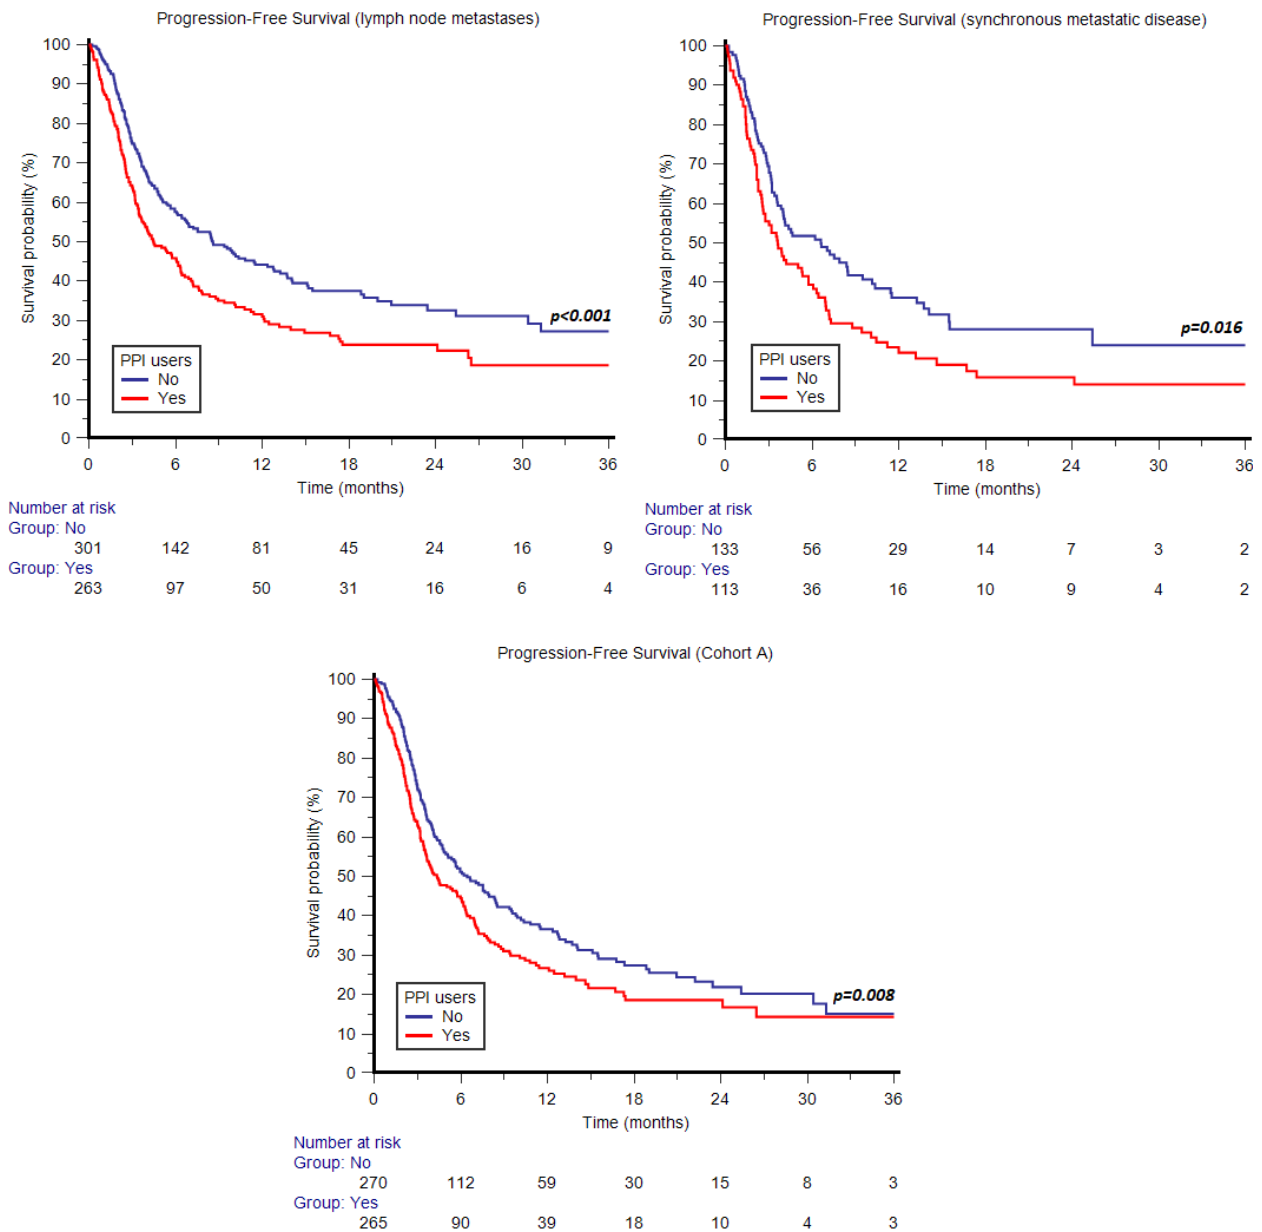 Progression-Free Survival (lymph node metastases)
100
90
80
70
60
50
40
30
20
10
0
Survival probability (%)
p<0.001
PPI users
No
Yes
0 6 12 18 24 30 36
Time (months)
Number at risk
Group: No
301 142 81 45 24 16 9
Group: Yes
263 97 50 31 16 6 4
Progression-Free Survival (synchronous metastatic disease)
100
90
80
70
60
50
40
30
20
10
0
Survival probability (%)
p=0.016
PPI users
No
Yes
0 6 12 18 24 30 36
Time (months)
Number at risk
Group: No
133 56 29 14 7 3 2
Group: Yes
113 36 16 10 9 4 2
Progression-Free Survival (Cohort A)
100
90
80
70
60
50
40
30
20
10
0
Survival probability (%)
p=0.008
PPI users
No
Yes
0 6 12 18 24 30 36
Time (months)
Number at risk
Group: No
270 112 59 30 15 8 3
Group: Yes
265 90 39 18 10 4 3